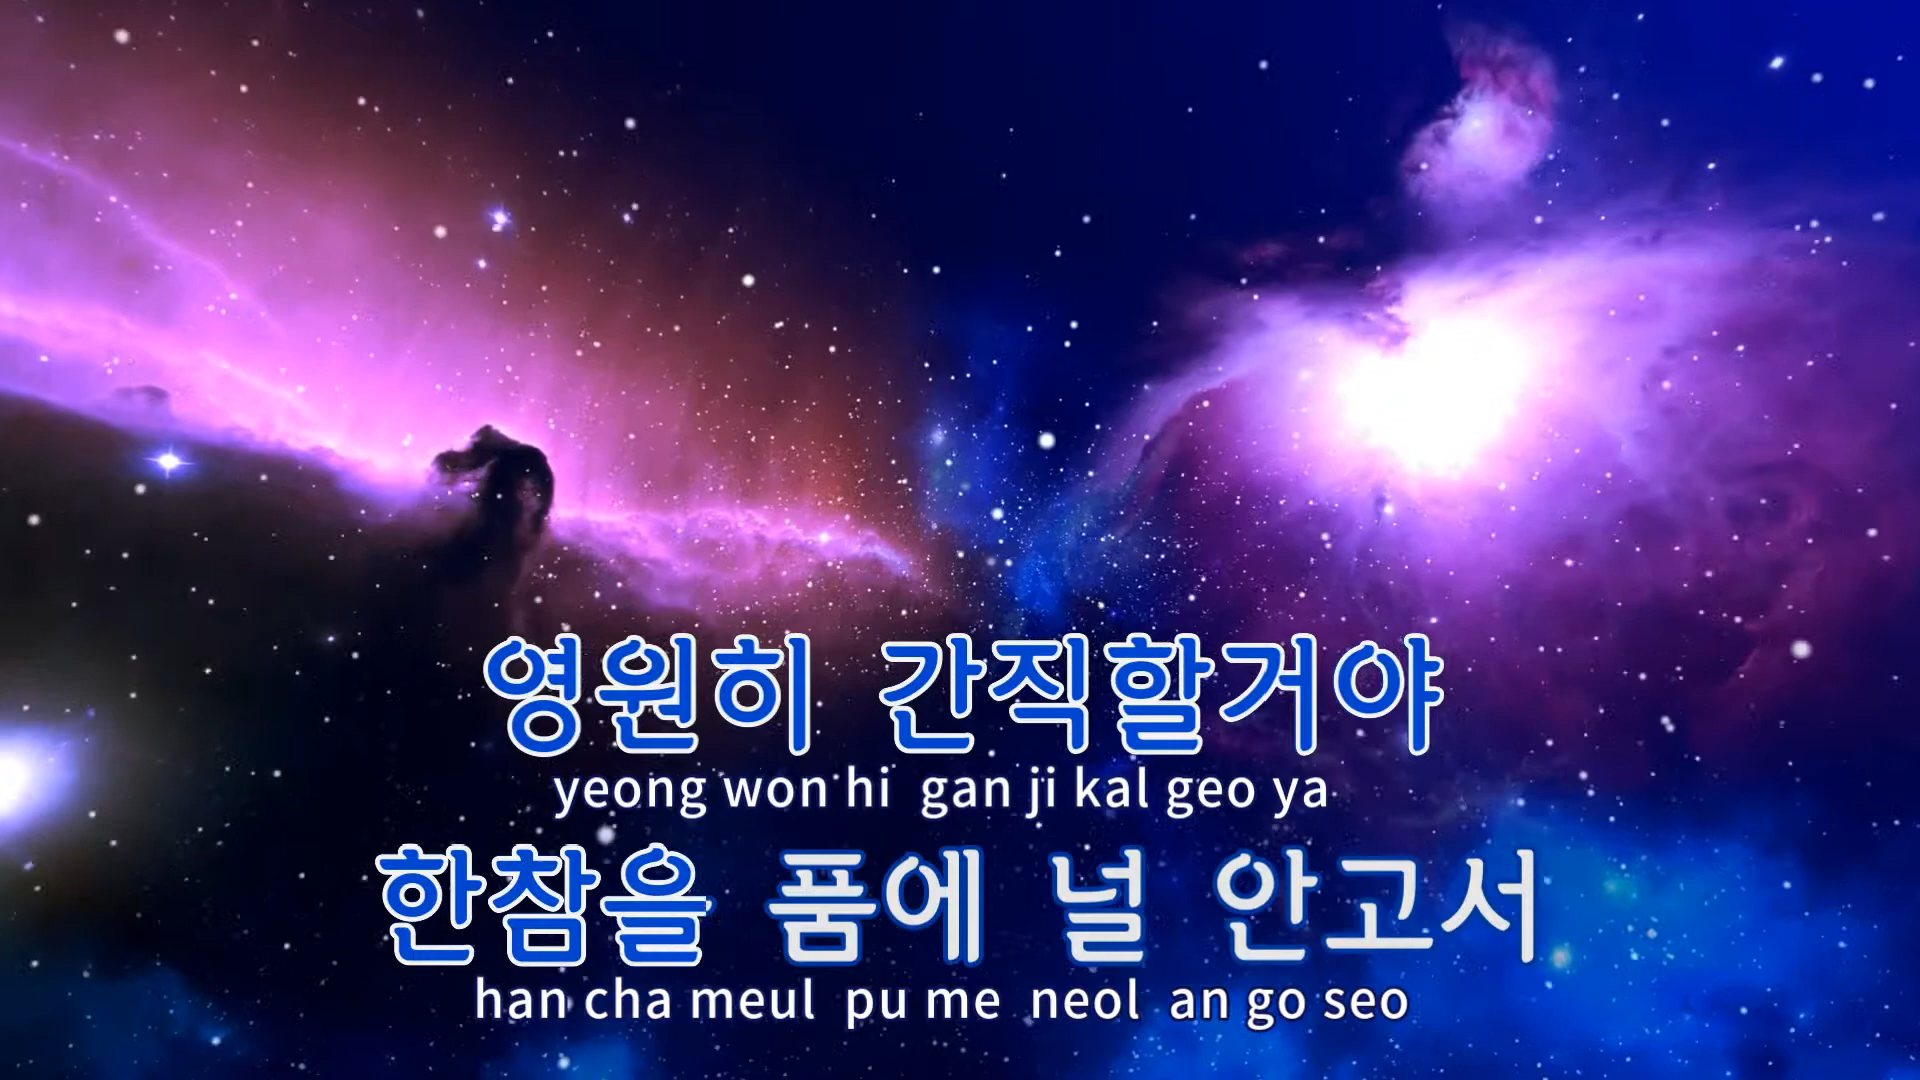 영원히 간직할거야
yeong won hi gan ji kal geo ya
한참을 품에 널 안고서
han cha meul pu me neol an go seo